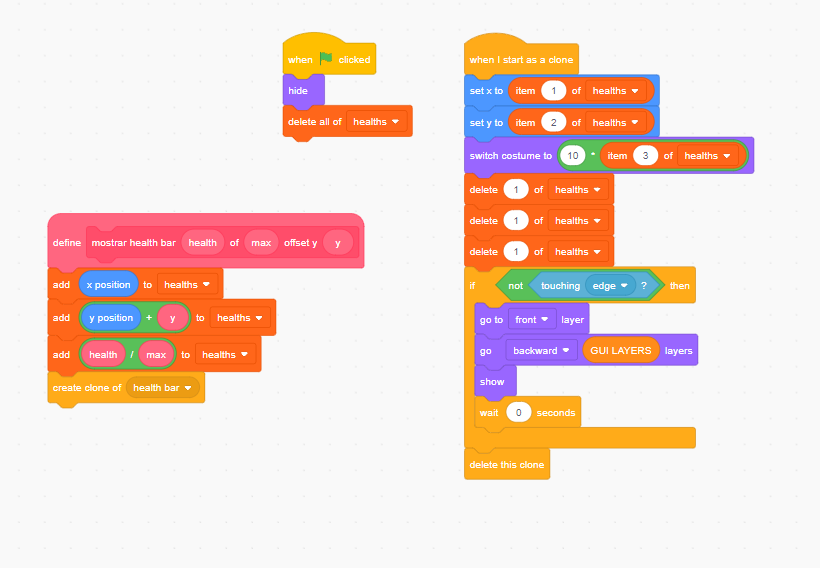 when clicked
hide
delete all of healths
define mostrar health bar health of max offset y y
add x position to healths
add y position + y to healths
add health / max to healths
create clone of health bar
when I start as a clone
set x to item 1 of healths
set y to item 2 of healths
switch costume to 10 * item 3 of healths
delete 1 of healths
delete 1 of healths
delete 1 of healths
if not touching edge ? then
go to front layer
go backward GUI LAYERS layers
show
wait 0 seconds
delete this clone